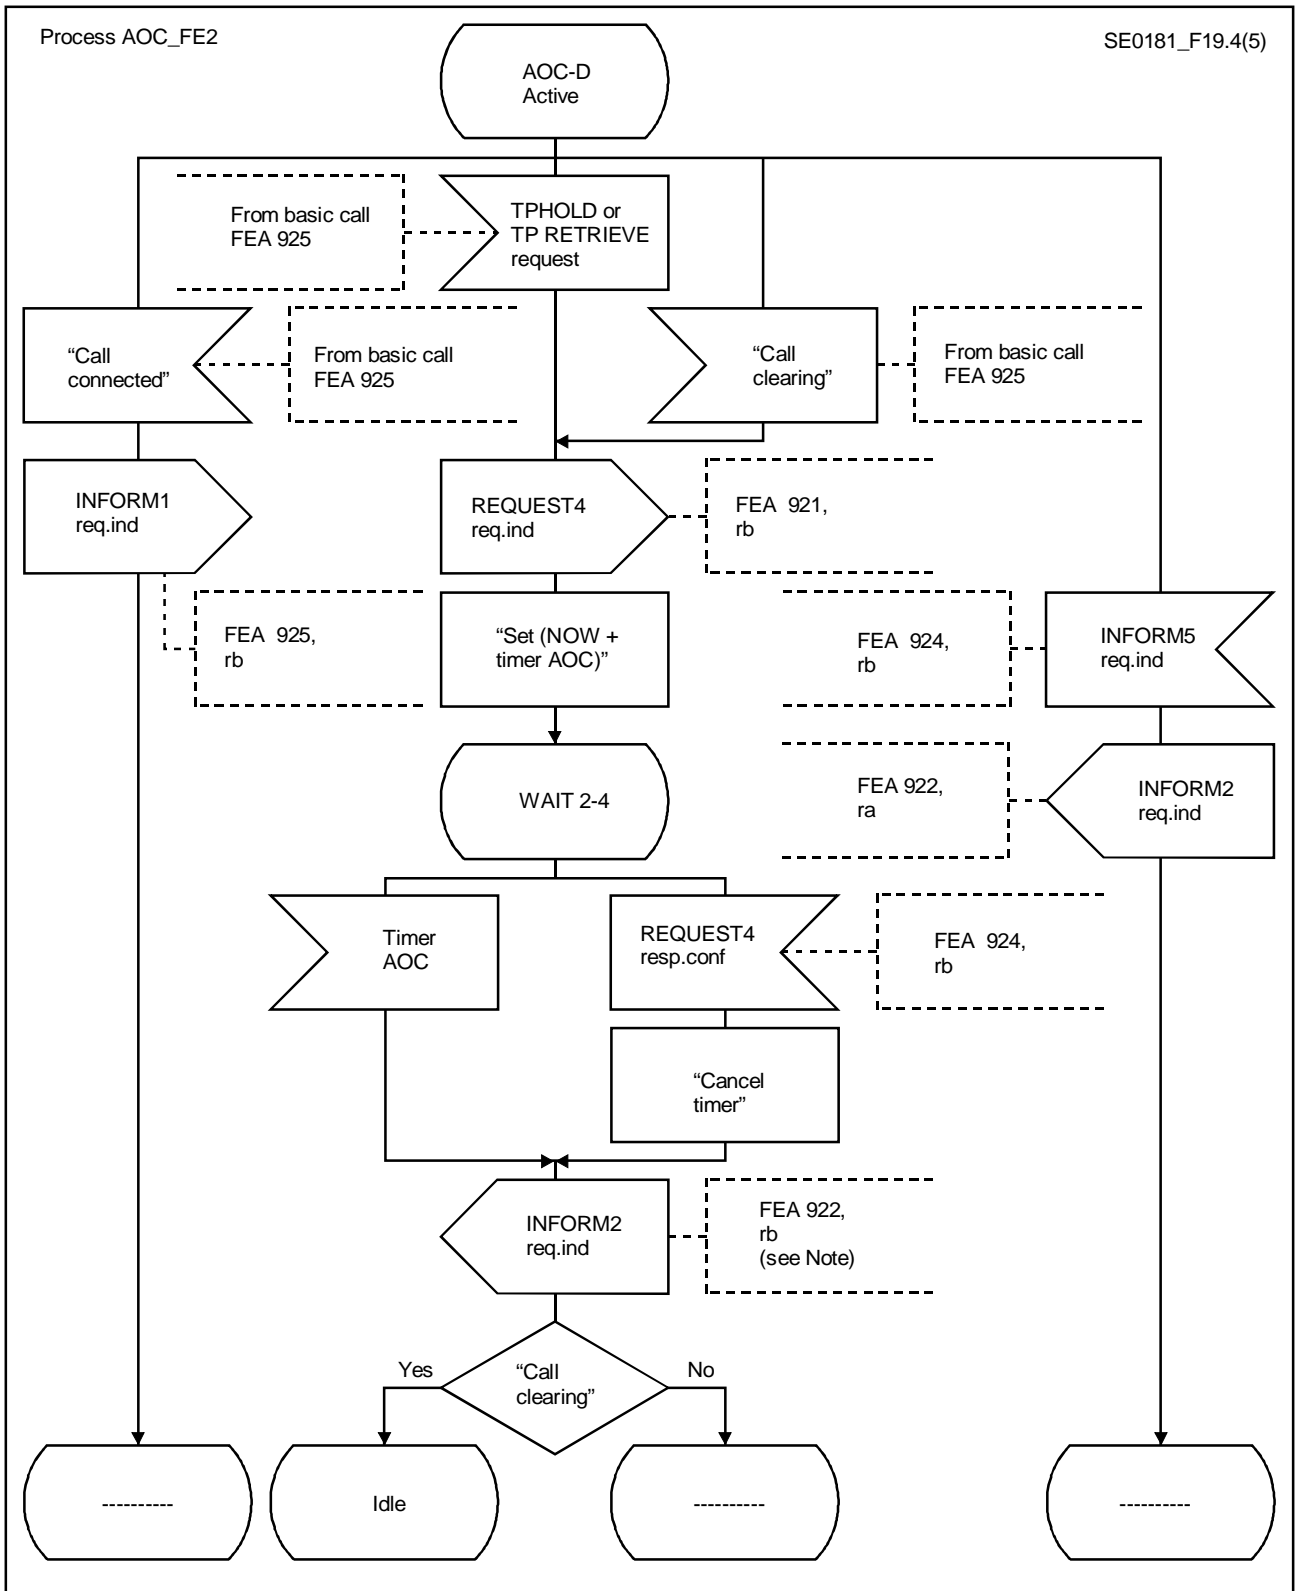 Process AOC_FE2
SE0181_F19.4(5)
AOC-D
Active
From basic call
FEA 925
TPHOLD or
TP RETRIEVE
request
“Call
connected”
From basic call
FEA 925
“Call
clearing”
From basic call
FEA 925
INFORM1
req.ind
REQUEST4
req.ind
FEA 921,
rb
FEA 925,
rb
“Set (NOW +
timer AOC)”
FEA 924,
rb
INFORM5
req.ind
WAIT 2-4
FEA 922,
ra
INFORM2
req.ind
Timer
AOC
REQUEST4
resp.conf
FEA 924,
rb
“Cancel
timer”
INFORM2
req.ind
FEA 922,
rb
(see Note)
Yes
“Call
clearing”
No
----------
Idle
----------
----------